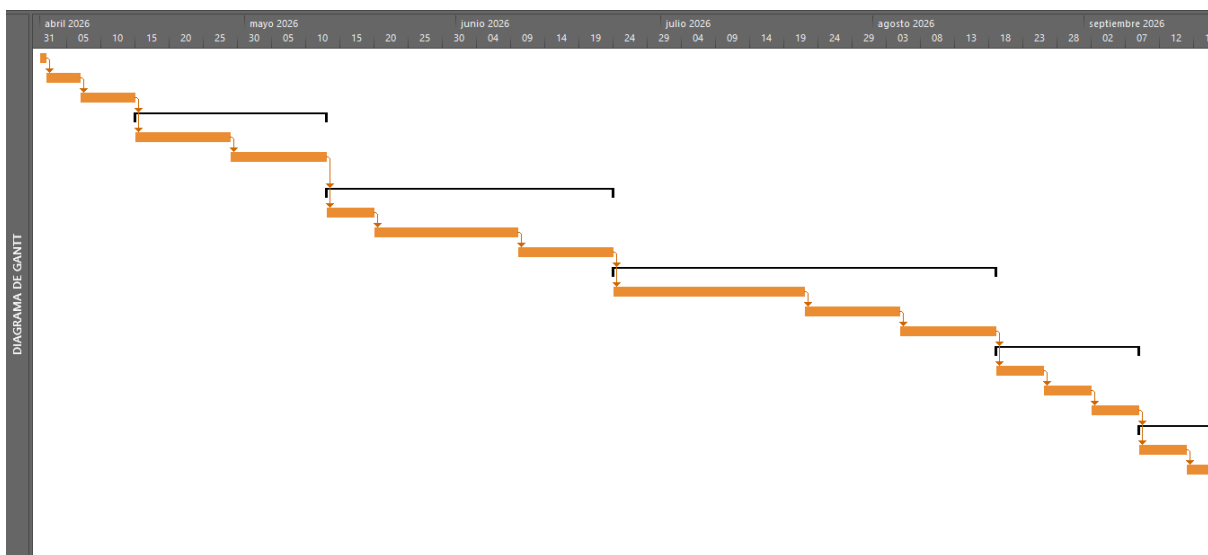 abril 2026 mayo 2026 junio 2026 julio 2026 agosto 2026 septiembre 2026
31 05 10 15 20 25 30 05 10 15 20 25 30 04 09 14 19 24 29 04 09 14 19 24 29 03 08 13 18 23 28 02 07 12
DIAGRAMA DE GANTT